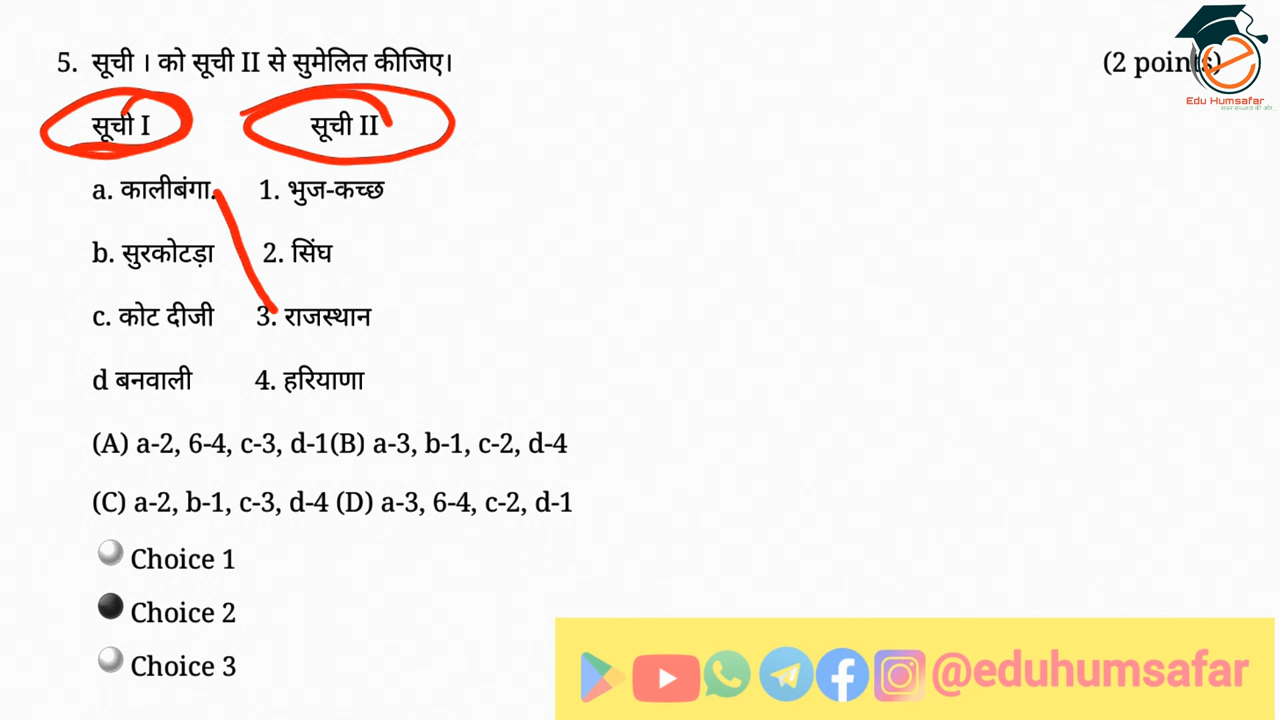 5. सूची । को सूची II से सुमेलित कीजिए। (2 points)
Edu Humsafar
सूची I सूची II
a. कालीबंगा. 1. भुज-कच्छ
b. सुरकोटड़ा 2. सिंघ
c. कोट दीजी 3. राजस्थान
d बनवाली 4. हरियाणा
(A) a-2, 6-4, c-3, d-1(B) a-3, b-1, c-2, d-4
(C) a-2, b-1, c-3, d-4 (D) a-3, 6-4, c-2, d-1
Choice 1
Choice 2
Choice 3
@eduhumsafar